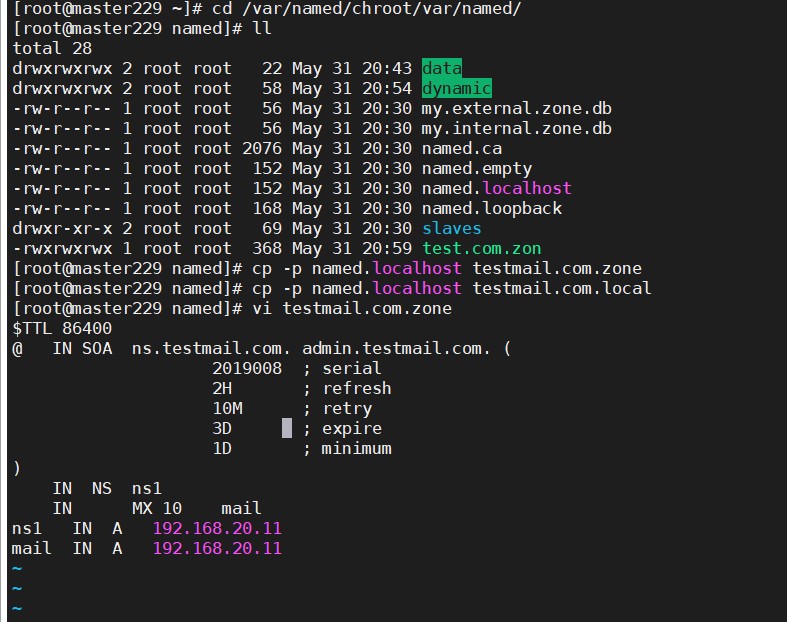 [root@master229 ~]# cd /var/named/chroot/var/named/
[root@master229 named]# ll
total 28
drwxrwxrwx 2 root root   22 May 31 20:43 data
drwxrwxrwx 2 root root   58 May 31 20:54 dynamic
-rw-r--r-- 1 root root   56 May 31 20:30 my.external.zone.db
-rw-r--r-- 1 root root   56 May 31 20:30 my.internal.zone.db
-rw-r--r-- 1 root root 2076 May 31 20:30 named.ca
-rw-r--r-- 1 root root  152 May 31 20:30 named.empty
-rw-r--r-- 1 root root  152 May 31 20:30 named.localhost
-rw-r--r-- 1 root root  168 May 31 20:30 named.loopback
drwxr-xr-x 2 root root   69 May 31 20:30 slaves
-rwxrwxrwx 1 root root  368 May 31 20:59 test.com.zon
[root@master229 named]# cp -p named.localhost testmail.com.zone
[root@master229 named]# cp -p named.localhost testmail.com.local
[root@master229 named]# vi testmail.com.zone
$TTL 86400
@   IN SOA  ns.testmail.com. admin.testmail.com. (
                    2019008  ; serial
                    2H       ; refresh
                    10M      ; retry
                    3D       ; expire
                    1D       ; minimum
)
    IN  NS  ns1
    IN      MX 10    mail
ns1   IN  A   192.168.20.11
mail  IN  A   192.168.20.11
~
~
~